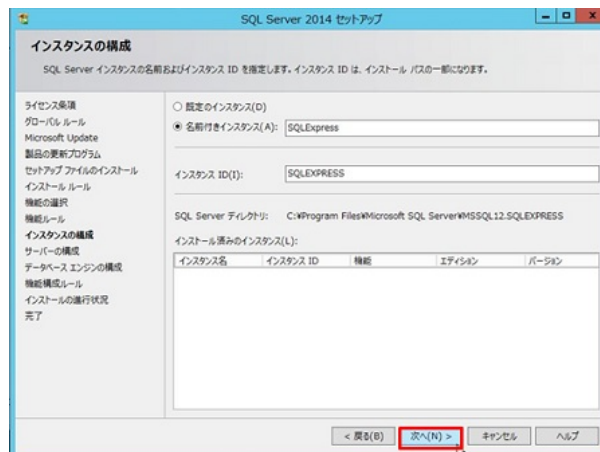 SQL Server 2014 セットアップ
インスタンスの構成
SQL Server インスタンスの名前およびインスタンス ID を指定します。インスタンス ID は、インストール パスの一部になります。
ライセンス条項
グローバル ルール
Microsoft Update
製品の更新プログラム
セットアップ ファイルのインストール
インストール ルール
機能の選択
機能ルール
インスタンスの構成
サーバーの構成
データベース エンジンの構成
機能構成ルール
インストールの進行状況
完了
既定のインスタンス(D)
名前付きインスタンス(A): SQLExpress
インスタンス ID(I): SQLEXPRESS
SQL Server ディレクトリ: C:¥Program Files¥Microsoft SQL Server¥MSSQL12.SQLEXPRESS
インストール済みのインスタンス(L):
インスタンス名 インスタンス ID 機能 エディション バージョン
< 戻る(B) 次へ(N) > キャンセル ヘルプ